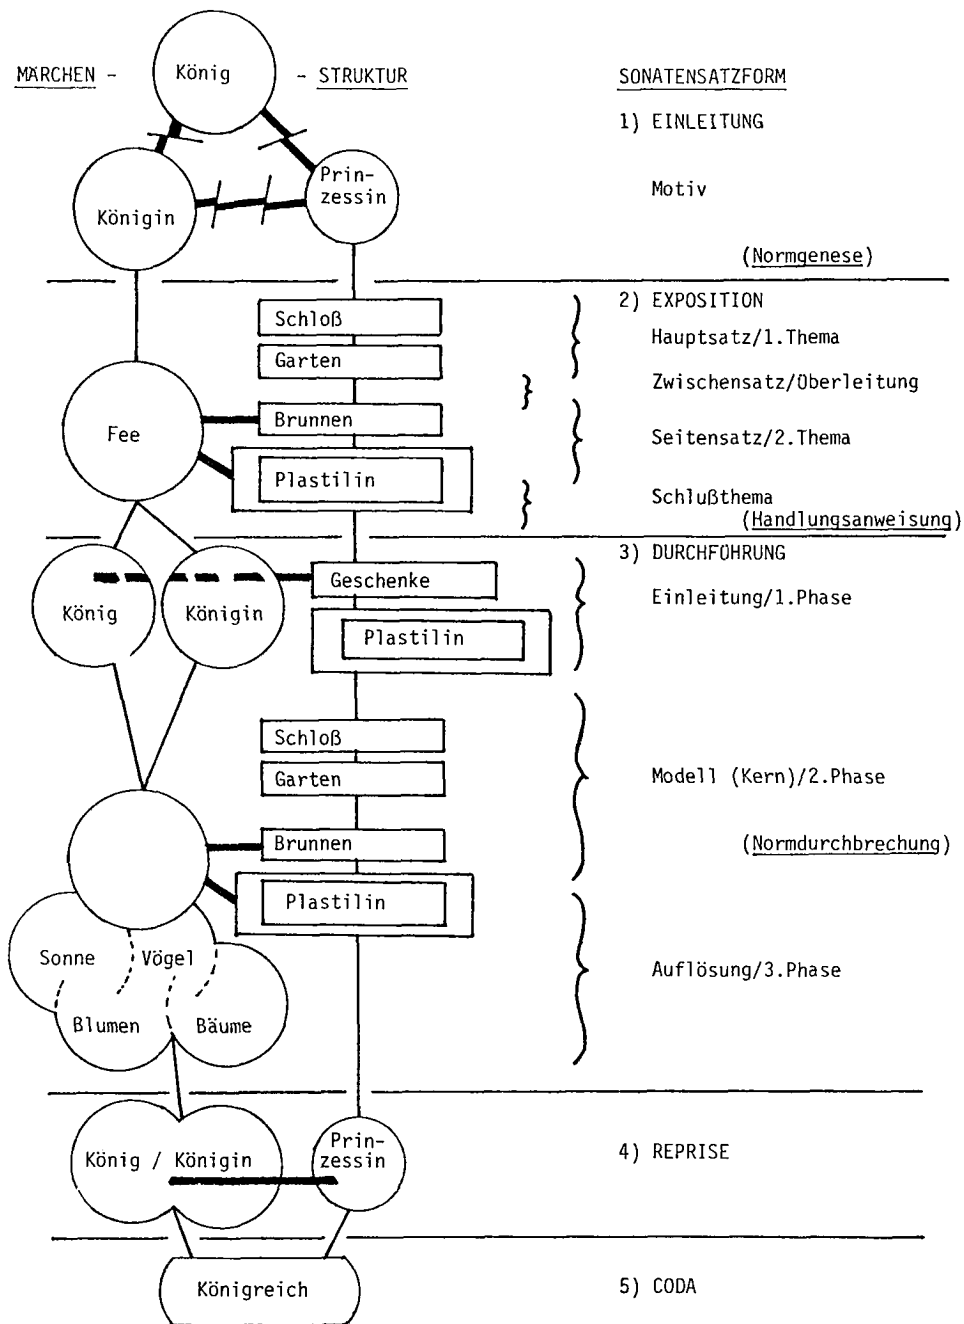 MÄRCHEN - König - STRUKTUR
SONATENSATZFORM
1) EINLEITUNG
Prin-
zessin
Motiv
Königin
(Normgenese)
2) EXPOSITION
Schloß
Hauptsatz/1.Thema
Garten
Zwischensatz/Überleitung
Brunnen
Fee
Seitensatz/2.Thema
Plastilin
Schlußthema
(Handlungsanweisung)
3) DURCHFÜHRUNG
Geschenke
Einleitung/1.Phase
König
Königin
Plastilin
Schloß
Garten
Modell (Kern)/2.Phase
Brunnen
(Normdurchbrechung)
Plastilin
Sonne
Vögel
Auflösung/3.Phase
Blumen
Bäume
König / Königin
Prin-
zessin
4) REPRISE
Königreich
5) CODA